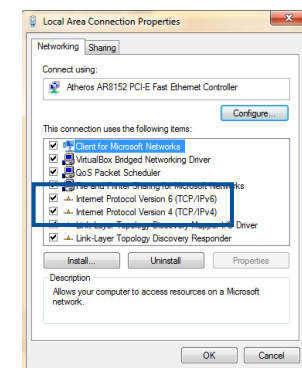 Local Area Connection Properties
Networking Sharing
Connect using:
Atheros AR8152 PCI-E Fast Ethernet Controller
Configure...
This connection uses the following items:
Client for Microsoft Networks
VirtualBox Bridged Networking Driver
QoS Packet Scheduler
File and Printer Sharing for Microsoft Networks
Internet Protocol Version 6 (TCP/IPv6)
Internet Protocol Version 4 (TCP/IPv4)
Link-Layer Topology Discovery Mapper I/O Driver
Link-Layer Topology Discovery Responder
Install... Uninstall Properties
Description
Allows your computer to access resources on a Microsoft
network.
OK Cancel